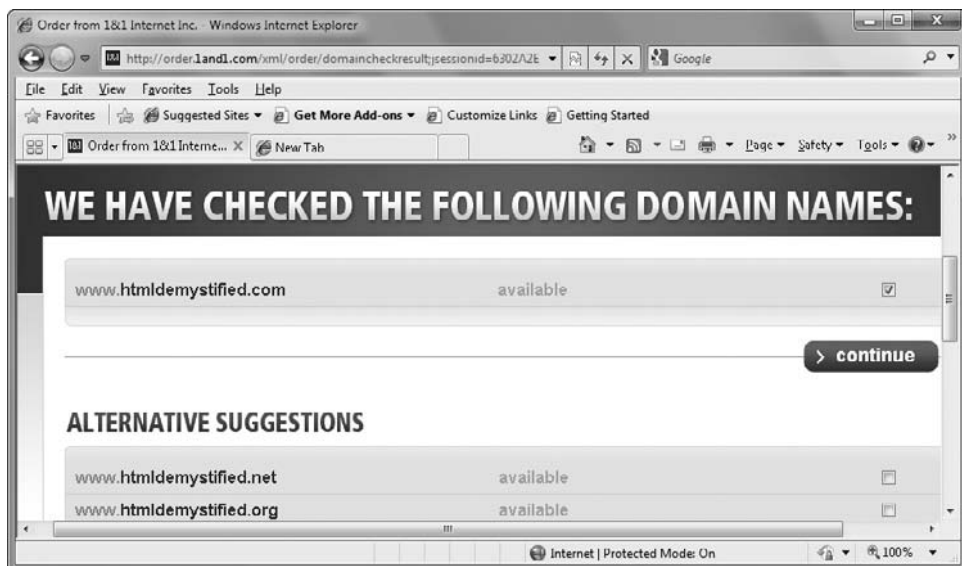 Order from 1&1 Internet Inc. - Windows Internet Explorer
http://order.1and1.com/xml/order/domaincheckresult;jsessionid=6302A2E
Google
File Edit View Favorites Tools Help
Favorites Suggested Sites Get More Add-ons Customize Links Getting Started
1&1 Order from 1&1 Interne... X New Tab Page Safety Tools »
WE HAVE CHECKED THE FOLLOWING DOMAIN NAMES:
www.htmldemystified.com available
> continue
ALTERNATIVE SUGGESTIONS
www.htmldemystified.net available
www.htmldemystified.org available
Internet | Protected Mode: On 100%